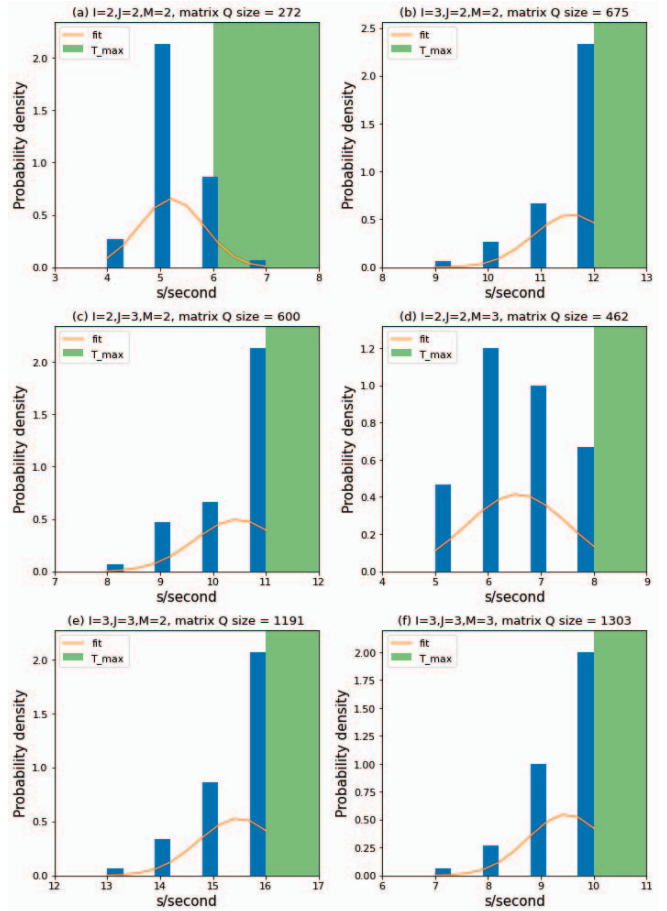 (a) I=2,J=2,M=2, matrix Q size = 272
fit
T_max
2.0
1.5
1.0
0.5
0.0
Probability density
3 4 5 6 7 8
s/second
(b) I=3,J=2,M=2, matrix Q size = 675
fit
T_max
2.5
2.0
1.5
1.0
0.5
0.0
Probability density
8 9 10 11 12 13
s/second
(c) I=2,J=3,M=2, matrix Q size = 600
fit
T_max
2.0
1.5
1.0
0.5
0.0
Probability density
7 8 9 10 11 12
s/second
(d) I=2,J=2,M=3, matrix Q size = 462
fit
T_max
1.2
1.0
0.8
0.6
0.4
0.2
0.0
Probability density
4 5 6 7 8 9
s/second
(e) I=3,J=3,M=2, matrix Q size = 1191
fit
T_max
2.0
1.5
1.0
0.5
0.0
Probability density
12 13 14 15 16 17
s/second
(f) I=3,J=3,M=3, matrix Q size = 1303
fit
T_max
2.00
1.75
1.50
1.25
1.00
0.75
0.50
0.25
0.00
Probability density
6 7 8 9 10 11
s/second